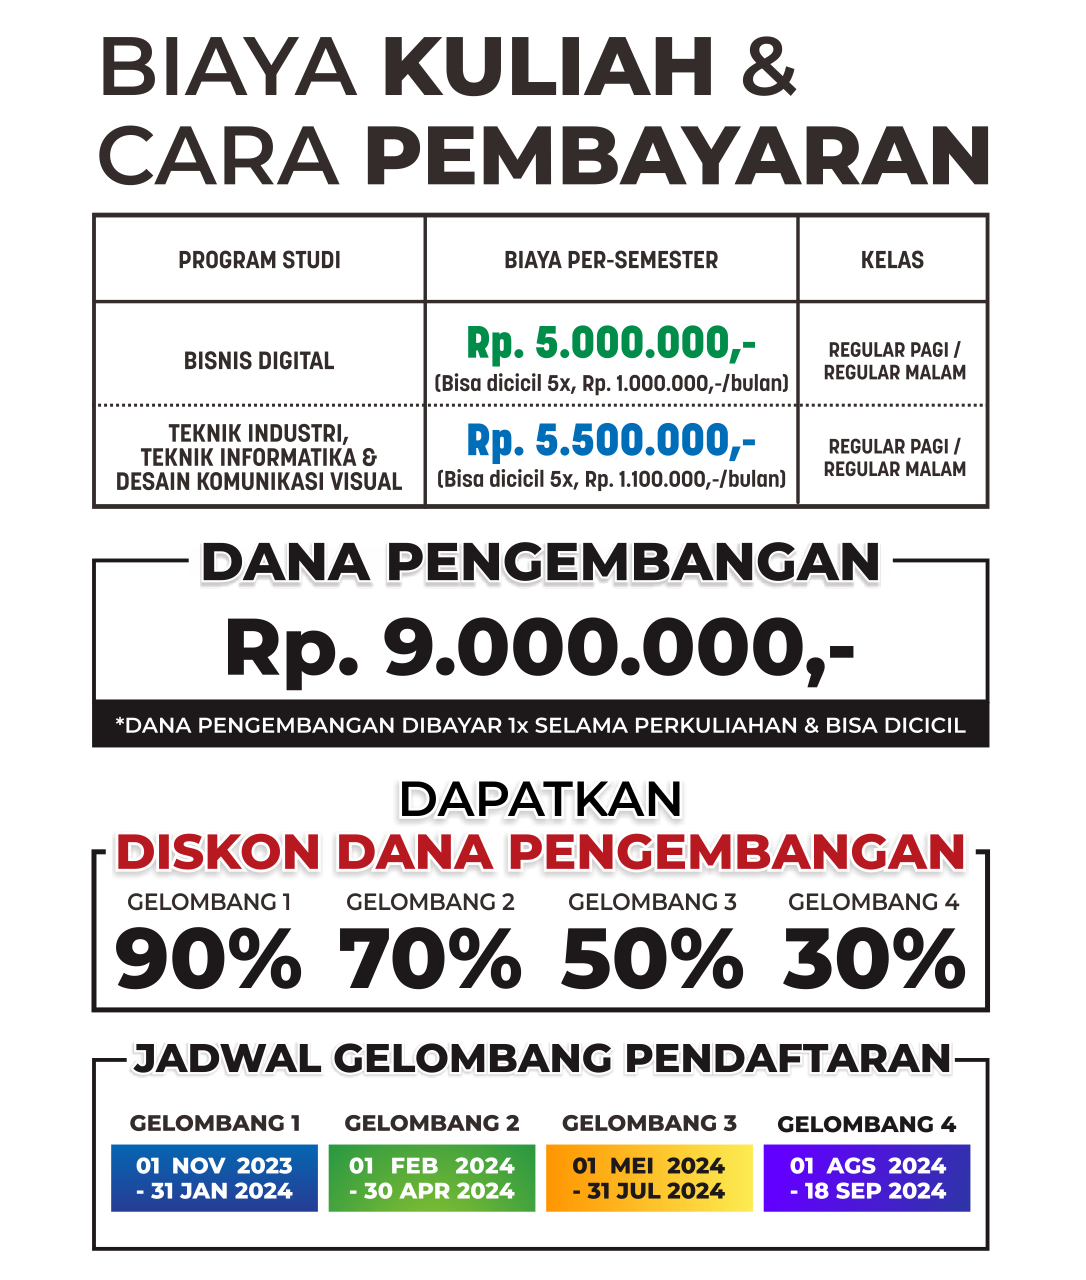 BIAYA KULIAH &
CARA PEMBAYARAN
PROGRAM STUDI
BIAYA PER-SEMESTER
KELAS
BISNIS DIGITAL
Rp. 5.000.000,-
(Bisa dicicil 5x, Rp. 1.000.000,-/bulan)
REGULAR PAGI /
REGULAR MALAM
TEKNIK INDUSTRI,
TEKNIK INFORMATIKA &
DESAIN KOMUNIKASI VISUAL
Rp. 5.500.000,-
(Bisa dicicil 5x, Rp. 1.100.000,-/bulan)
REGULAR PAGI /
REGULAR MALAM
DANA PENGEMBANGAN
Rp. 9.000.000,-
*DANA PENGEMBANGAN DIBAYAR 1x SELAMA PERKULIAHAN & BISA DICICIL
DAPATKAN
DISKON DANA PENGEMBANGAN
GELOMBANG 1
90%
GELOMBANG 2
70%
GELOMBANG 3
50%
GELOMBANG 4
30%
JADWAL GELOMBANG PENDAFTARAN
GELOMBANG 1
01 NOV 2023
- 31 JAN 2024
GELOMBANG 2
01 FEB 2024
- 30 APR 2024
GELOMBANG 3
01 MEI 2024
- 31 JUL 2024
GELOMBANG 4
01 AGS 2024
- 18 SEP 2024